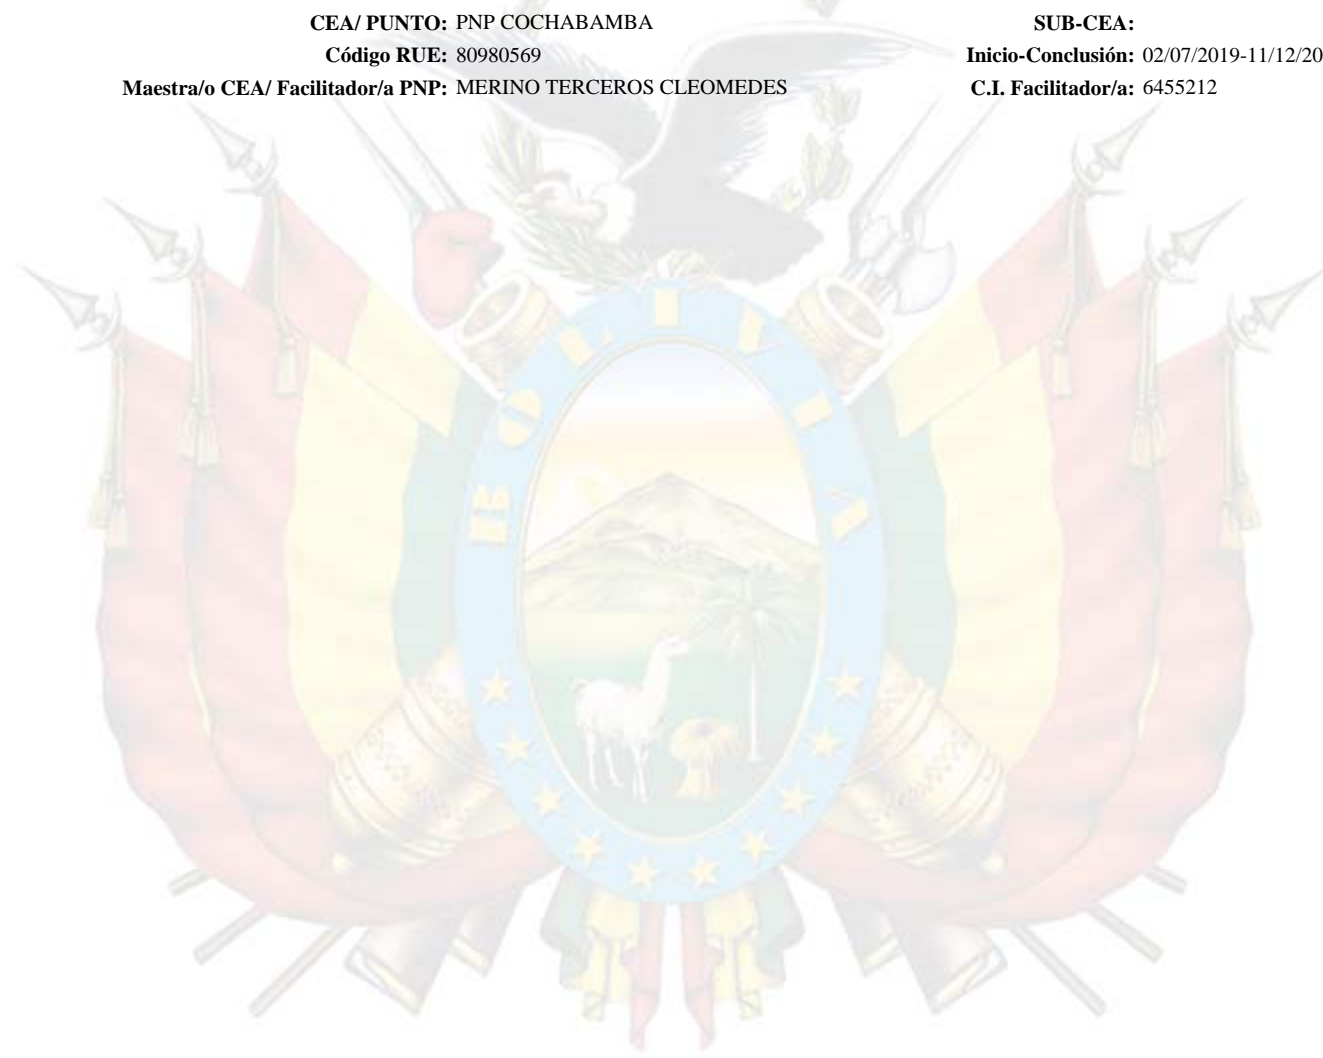 CEA/ PUNTO: PNP COCHABAMBA SUB-CEA:
Código RUE: 80980569 Inicio-Conclusión: 02/07/2019-11/12/20
Maestra/o CEA/ Facilitador/a PNP: MERINO TERCEROS CLEOMEDES C.I. Facilitador/a: 6455212
BOLIVIA